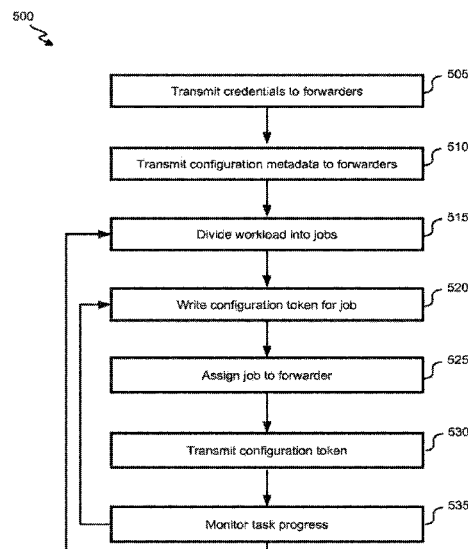 500
Transmit credentials to forwarders
505
Transmit configuration metadata to forwarders
510
Divide workload into jobs
515
Write configuration token for job
520
Assign job to forwarder
525
Transmit configuration token
530
Monitor task progress
535